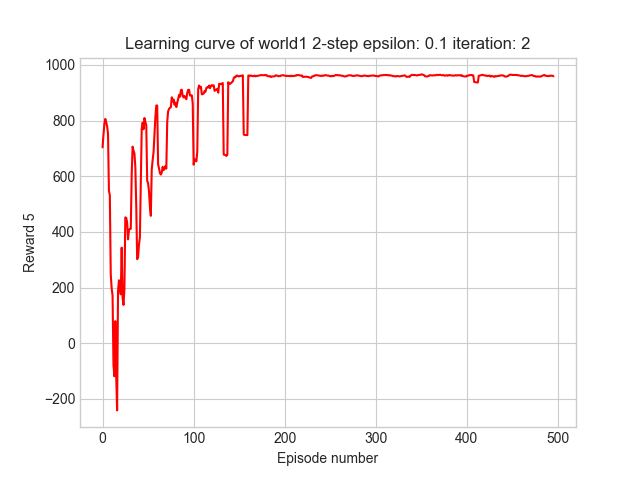 Learning curve of world1 2-step epsilon: 0.1 iteration: 2
1000
800
600
400
200
0
−200
Reward 5
0 100 200 300 400 500
Episode number